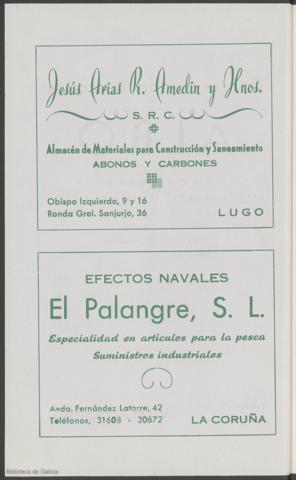 Jesús Arias R. Amedin y Hnos.
S. R. C.
Almacén de Materiales para Construcción y Saneamiento
ABONOS Y CARBONES
Obispo Izquierdo, 9 y 16
Ronda Gral. Sanjurjo, 36
LUGO
EFECTOS NAVALES
El Palangre, S. L.
Especialidad en artículos para la pesca
Suministros industriales
Avda. Fernández Latorre, 42
Teléfonos, 31608 - 30672
LA CORUÑA
Biblioteca de Galicia